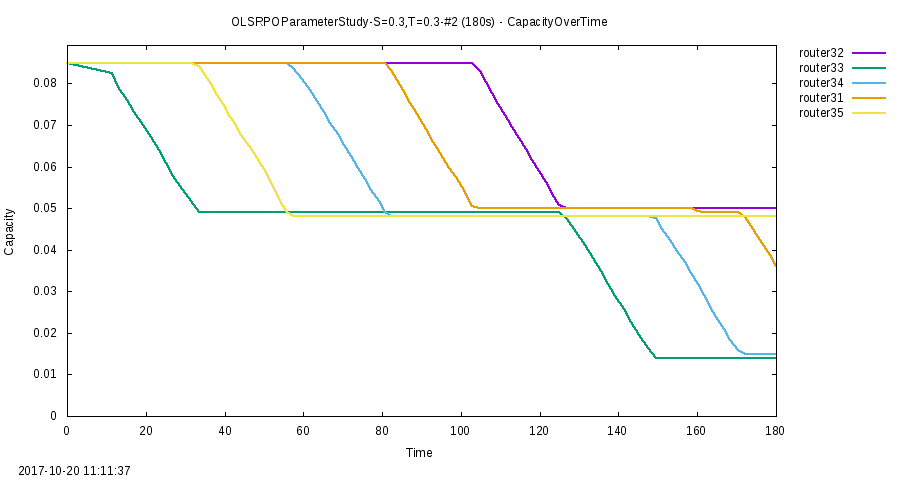 OLSRPOParameterStudy-S=0.3,T=0.3-#2 (180s) - CapacityOverTime
router32
router33
router34
router31
router35
0.08
0.07
0.06
0.05
0.04
0.03
0.02
0.01
0
Capacity
0 20 40 60 80 100 120 140 160 180
Time
2017-10-20 11:11:37